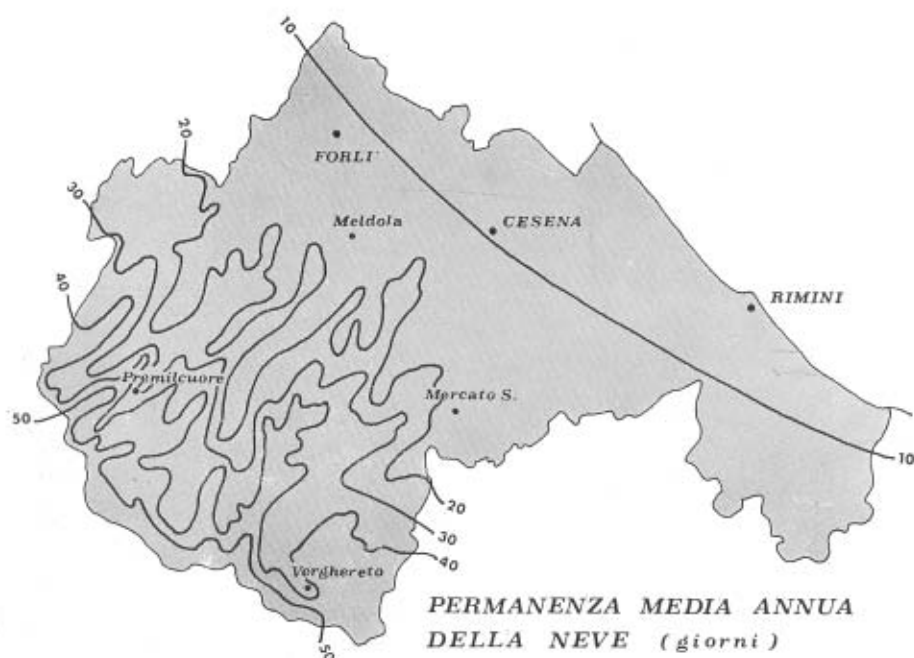 10
20
FORLI'
30
Meldola
CESENA
40
RIMINI
Premilcuore
Mercato S.
50
10
20
30
40
Verghereto
50
PERMANENZA MEDIA ANNUA
DELLA NEVE (giorni)